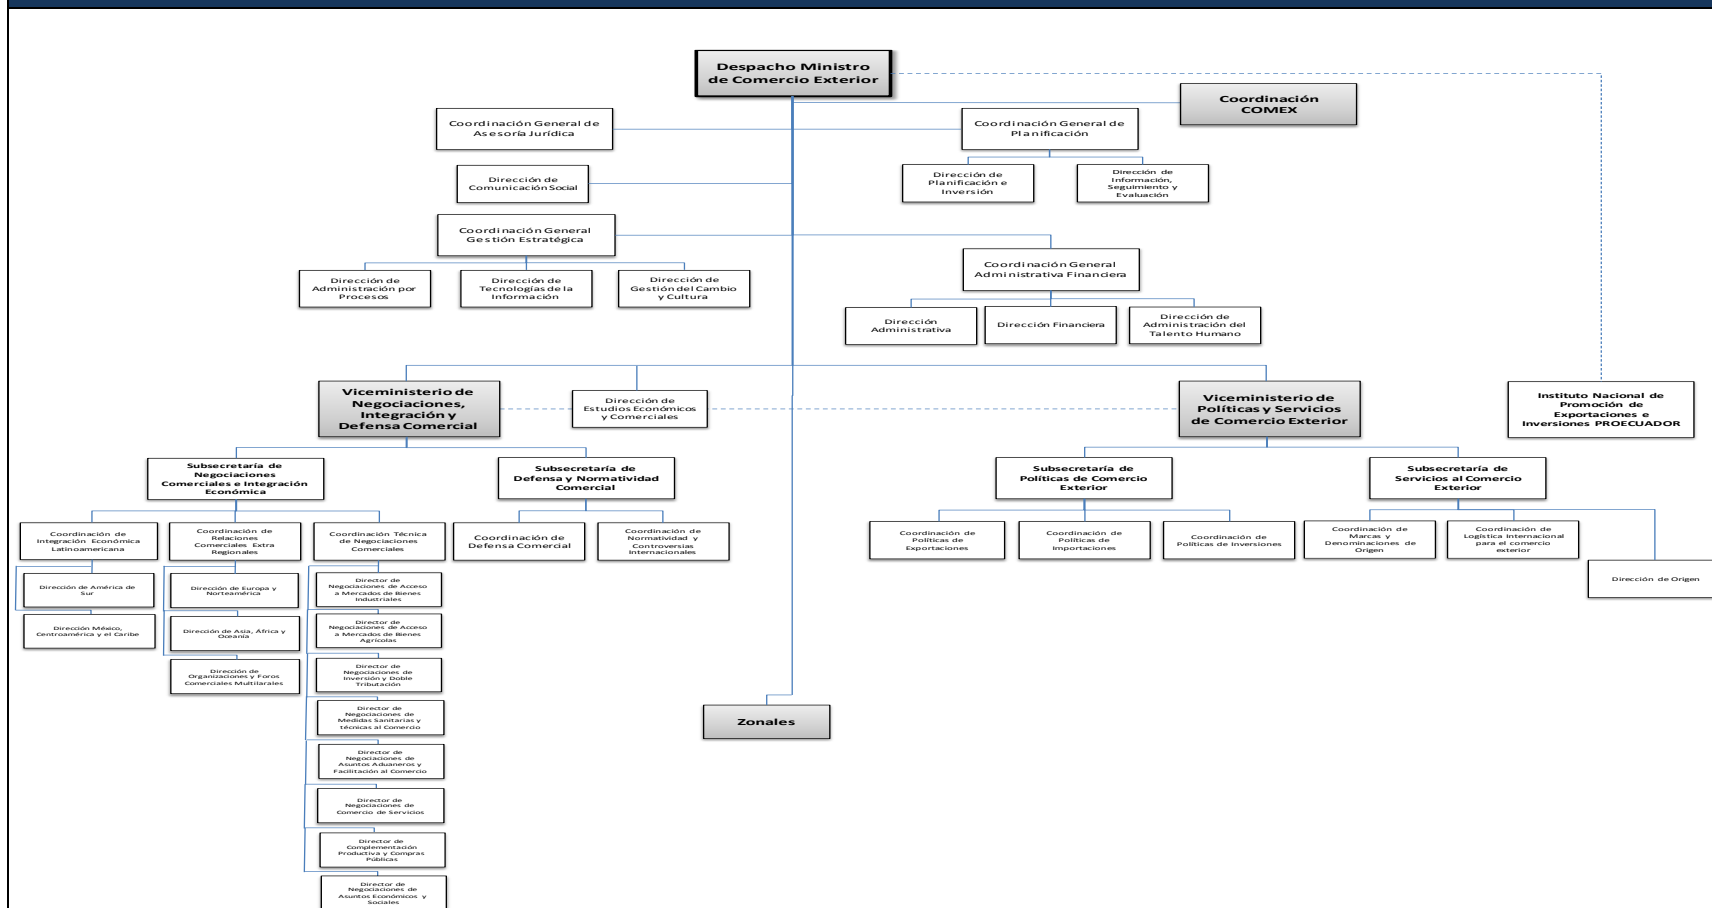 Despacho Ministro
de Comercio Exterior
Coordinación
COMEX
Coordinación General de
Asesoría Jurídica
Coordinación General de
Planificación
Dirección de
Comunicación Social
Dirección de
Planificación e
Inversión
Dirección de
Información,
Seguimiento y
Evaluación
Coordinación General
Gestión Estratégica
Coordinación General
Administrativa Financiera
Dirección de
Administración por
Procesos
Dirección de
Tecnologías de la
Información
Dirección de
Gestión del Cambio
y Cultura
Dirección
Administrativa
Dirección Financiera
Dirección de
Administración del
Talento Humano
Viceministerio de
Negociaciones,
Integración y
Defensa Comercial
Dirección de
Estudios Económicos
y Comerciales
Viceministerio de
Políticas y Servicios
de Comercio Exterior
Instituto Nacional de
Promoción de
Exportaciones e
Inversiones PROECUADOR
Subsecretaría de
Negociaciones
Comerciales e Integración
Económica
Subsecretaría de
Defensa y Normatividad
Comercial
Subsecretaría de
Políticas de Comercio
Exterior
Subsecretaría de
Servicios al Comercio
Exterior
Coordinación de
Integración Económica
Latinoamericana
Coordinación de
Relaciones
Comerciales Extra
Regionales
Coordinación Técnica
de Negociaciones
Comerciales
Coordinación de
Defensa Comercial
Coordinación de
Normatividad y
Controversias
Internacionales
Coordinación de
Políticas de
Exportaciones
Coordinación de
Políticas de
Importaciones
Coordinación de
Políticas de Inversiones
Coordinación de
Marcas y
Denominaciones de
Origen
Coordinación de
Logística Internacional
para el comercio
exterior
Dirección de Origen
Dirección de América de
Sur
Dirección México,
Centroamérica y el Caribe
Dirección de Europa y
Norteamérica
Dirección de Asia, África y
Oceanía
Dirección de
Organizaciones y Foros
Comerciales Multilarales
Director de
Negociaciones de Acceso
a Mercados de Bienes
Industriales
Director de
Negociaciones de Acceso
a Mercados de Bienes
Agrícolas
Director de
Negociaciones de
Inversión y Doble
Tributación
Director de
Negociaciones de
Medidas Sanitarias y
técnicas al Comercio
Director de
Negociaciones de
Asuntos Aduaneros y
Facilitación al Comercio
Director de
Negociaciones de
Comercio de Servicios
Director de
Complementación
Productiva y Compras
Públicas
Director de
Negociaciones de
Asuntos Económicos y
Sociales
Zonales